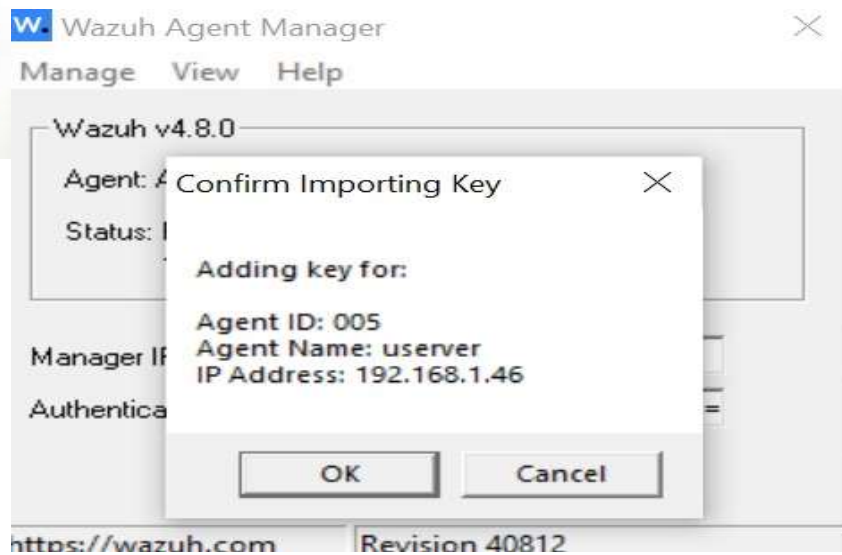 W. Wazuh Agent Manager
Manage View Help
Wazuh v4.8.0
Agent:
Confirm Importing Key
Status:
Adding key for:
Agent ID: 005
Agent Name: userver
IP Address: 192.168.1.46
Manager
=
OK Cancel
https://wazuh.com Revision 40812